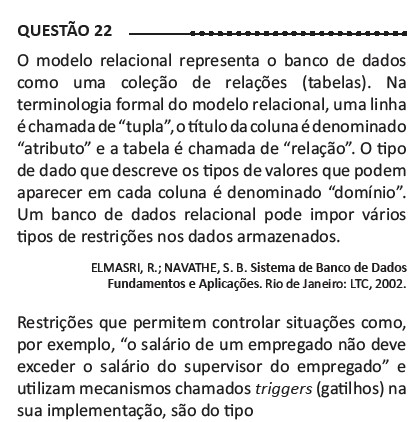 QUESTÃO 22
O modelo relacional representa o banco de dados
como uma coleção de relações (tabelas). Na
terminologia formal do modelo relacional, uma linha
é chamada de “tupla”, o título da coluna é denominado
“atributo” e a tabela é chamada de “relação”. O tipo
de dado que descreve os tipos de valores que podem
aparecer em cada coluna é denominado “domínio”.
Um banco de dados relacional pode impor vários
tipos de restrições nos dados armazenados.
ELMASRI, R.; NAVATHE, S. B. Sistema de Banco de Dados
Fundamentos e Aplicações. Rio de Janeiro: LTC, 2002.
Restrições que permitem controlar situações como,
por exemplo, “o salário de um empregado não deve
exceder o salário do supervisor do empregado” e
utilizam mecanismos chamados triggers (gatilhos) na
sua implementação, são do tipo